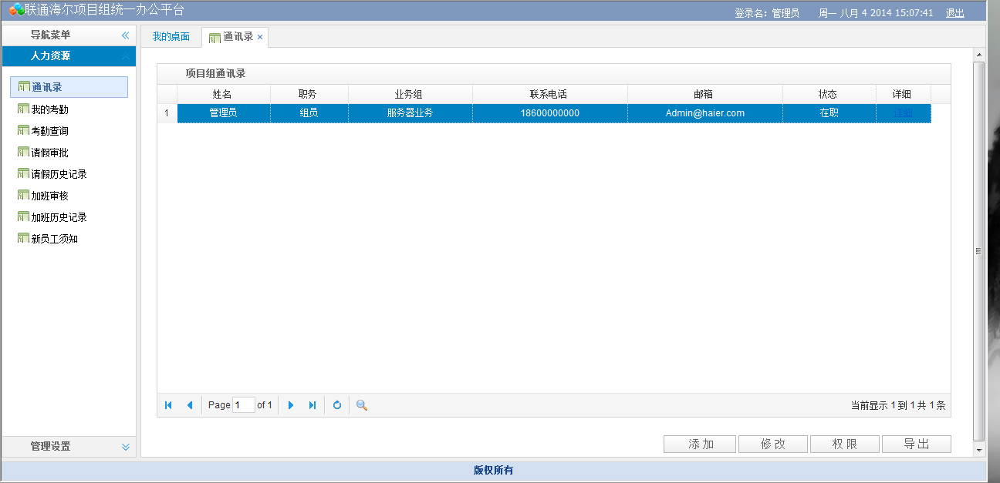 联通海尔项目组统一办公平台
登录名: 管理员 周一 八月 4 2014 15:07:41 退出
导航菜单
人力资源
通讯录
我的考勤
考勤查询
请假审批
请假历史记录
加班审核
加班历史记录
新员工须知
管理设置
我的桌面 通讯录
项目组通讯录
姓名 职务 业务组 联系电话 邮箱 状态 详细
1 管理员 组员 服务器业务 18600000000 Admin@haier.com 在职 详细
Page 1 of 1 当前显示 1 到 1 共 1 条
添加 修改 权限 导出
版权所有